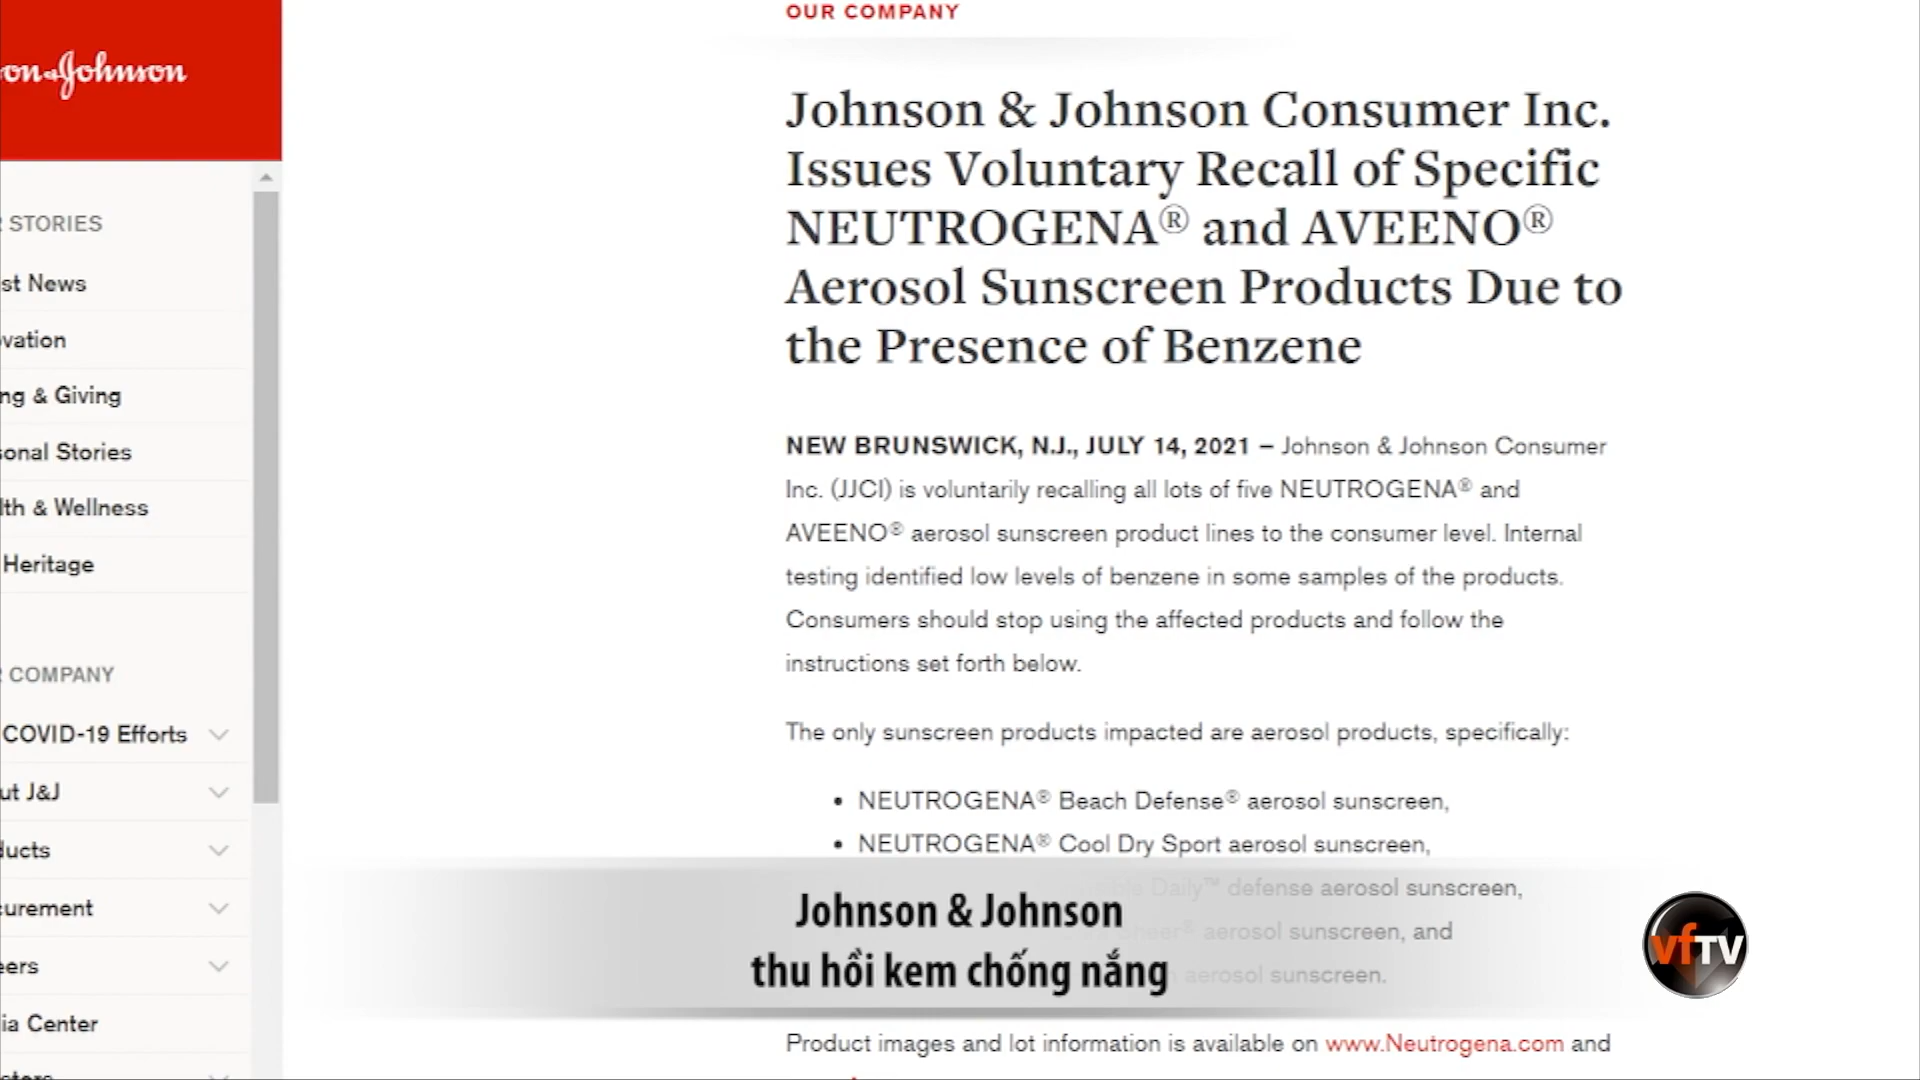 OUR COMPANY
on&Johnson
Johnson & Johnson Consumer Inc.
Issues Voluntary Recall of Specific
NEUTROGENA® and AVEENO®
Aerosol Sunscreen Products Due to
the Presence of Benzene
STORIES
st News
vation
ng & Giving
sonal Stories
lth & Wellness
Heritage
COMPANY
COVID-19 Efforts
ut J&J
ducts
curement
eers
ia Center
NEW BRUNSWICK, N.J., JULY 14, 2021 – Johnson & Johnson Consumer
Inc. (JJCI) is voluntarily recalling all lots of five NEUTROGENA® and
AVEENO® aerosol sunscreen product lines to the consumer level. Internal
testing identified low levels of benzene in some samples of the products.
Consumers should stop using the affected products and follow the
instructions set forth below.
The only sunscreen products impacted are aerosol products, specifically:
• NEUTROGENA® Beach Defense® aerosol sunscreen,
• NEUTROGENA® Cool Dry Sport aerosol sunscreen,
Daily™ defense aerosol sunscreen,
aerosol sunscreen, and
aerosol sunscreen.
Johnson & Johnson
thu hồi kem chống nắng
vfTV
Product images and lot information is available on www.Neutrogena.com and